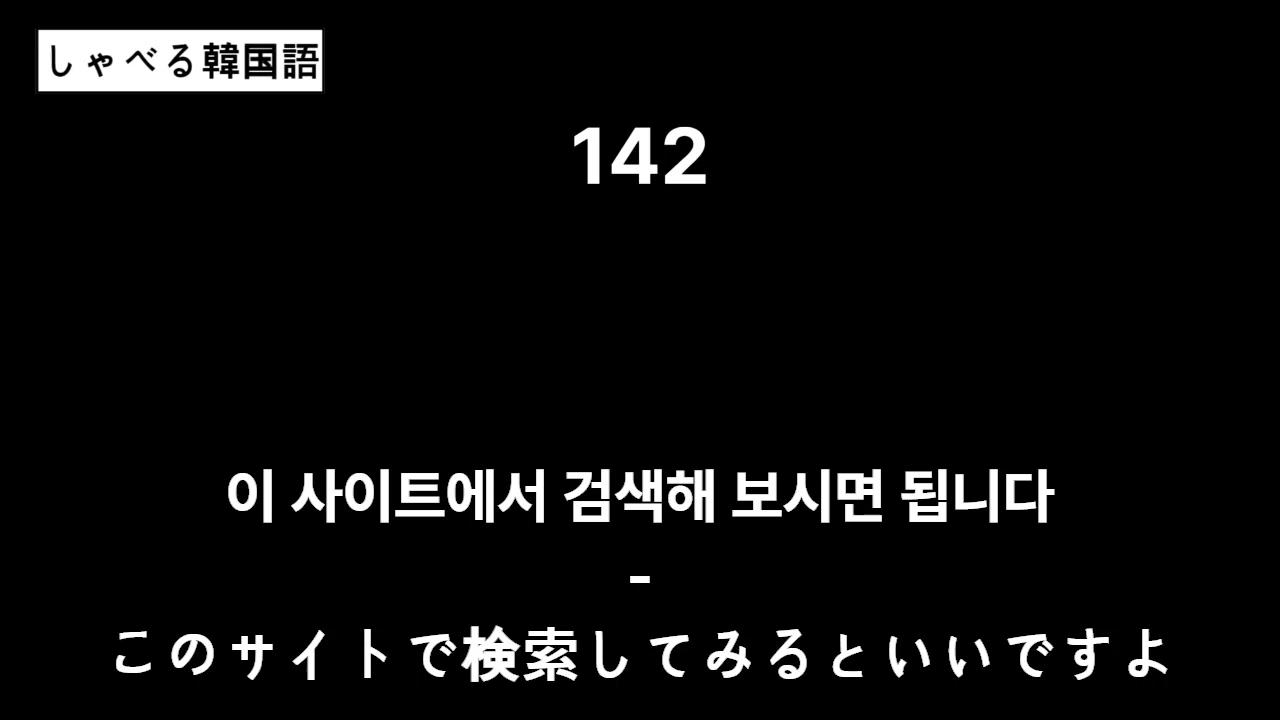 しゃべる韓国語
142
이 사이트에서 검색해 보시면 됩니다
-
このサイトで検索してみるといいですよ